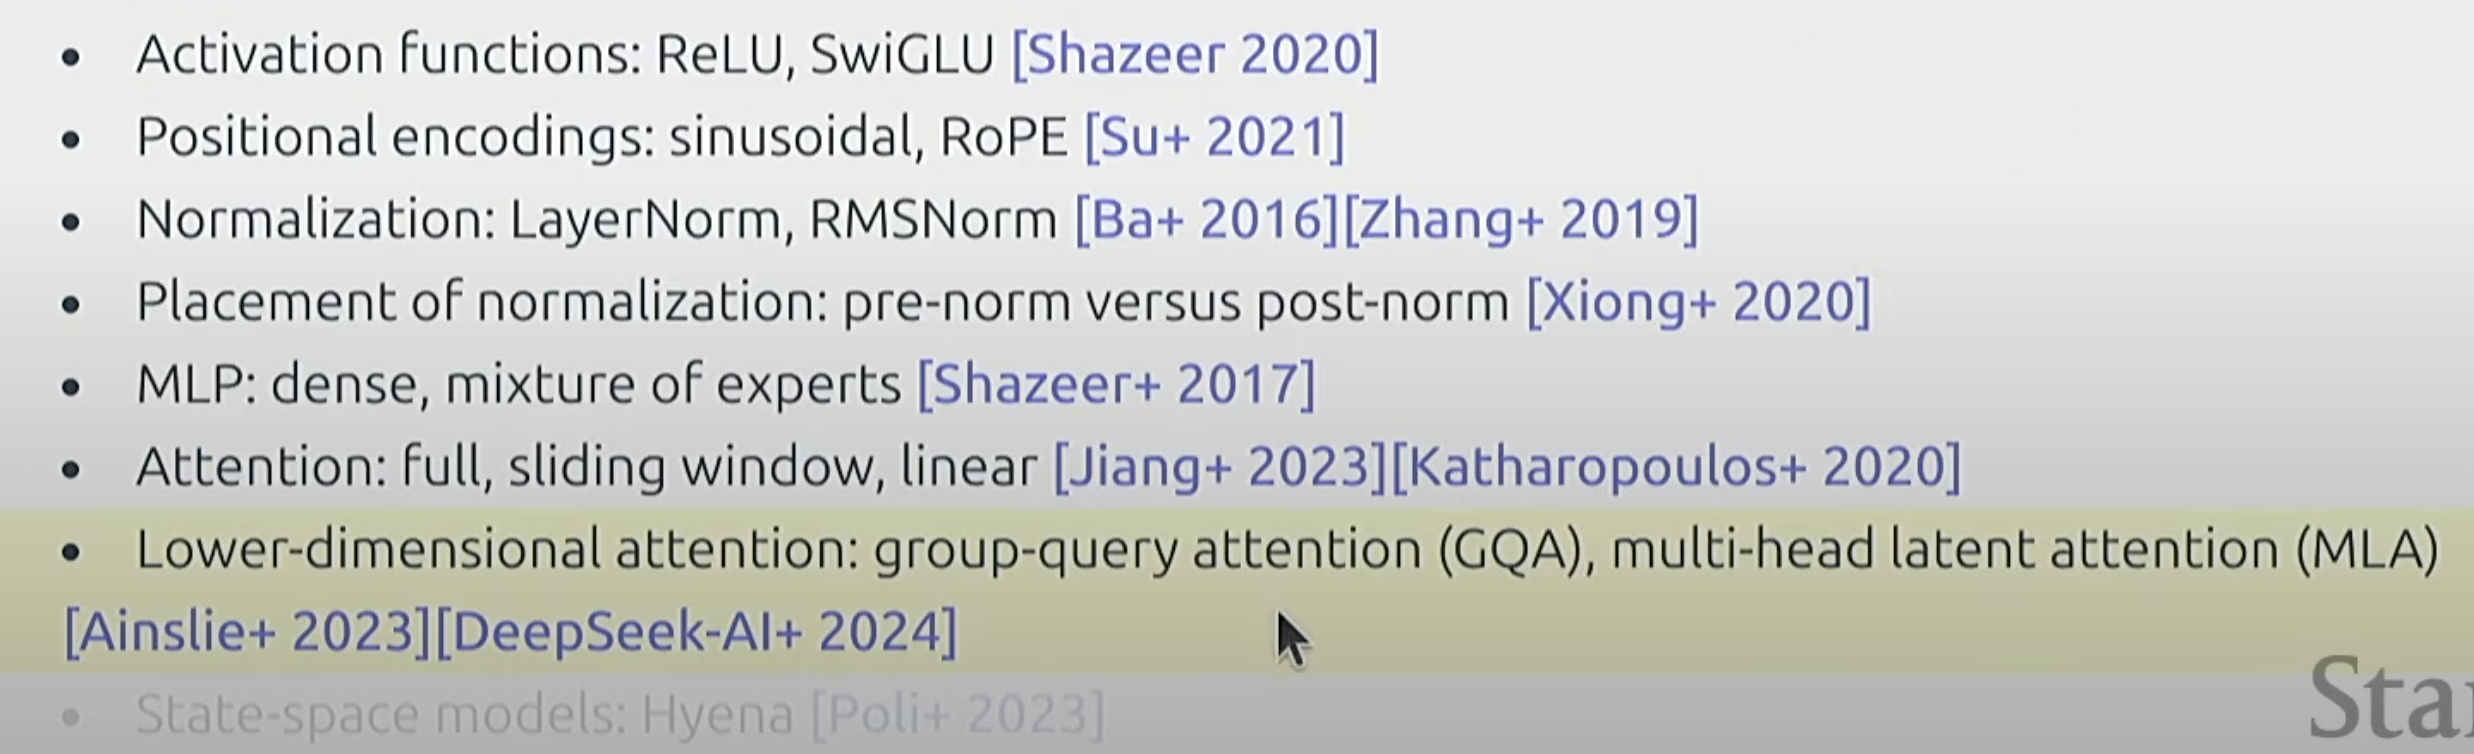 • Activation functions: ReLU, SwiGLU [Shazeer 2020]
• Positional encodings: sinusoidal, RoPE [Su+ 2021]
• Normalization: LayerNorm, RMSNorm [Ba+ 2016][Zhang+ 2019]
• Placement of normalization: pre-norm versus post-norm [Xiong+ 2020]
• MLP: dense, mixture of experts [Shazeer+ 2017]
• Attention: full, sliding window, linear [Jiang+ 2023][Katharopoulos+ 2020]
• Lower-dimensional attention: group-query attention (GQA), multi-head latent attention (MLA)
[Ainslie+ 2023][DeepSeek-AI+ 2024]
• State-space models: Hyena [Poli+ 2023]